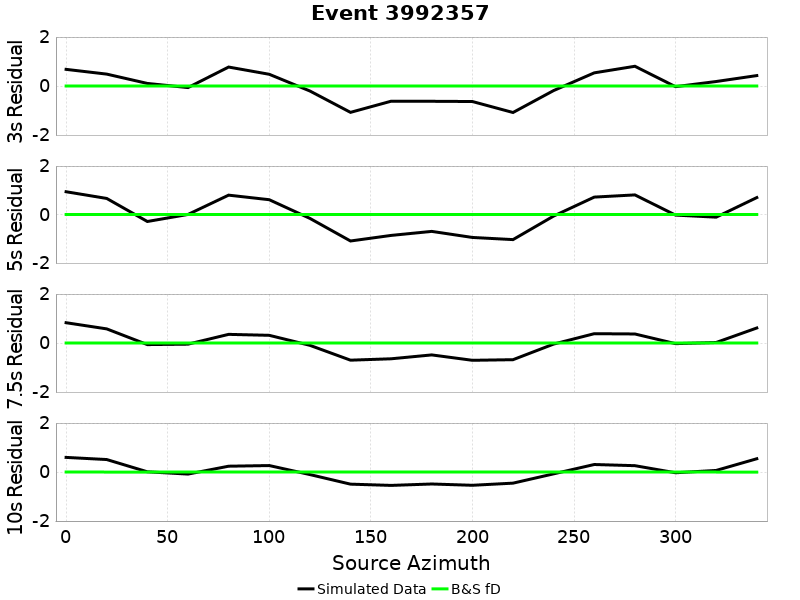 Event 3992357
3s Residual
2
0
-2
5s Residual
2
0
-2
7.5s Residual
2
0
-2
10s Residual
2
0
-2
0 50 100 150 200 250 300
Source Azimuth
Simulated Data B&S fD